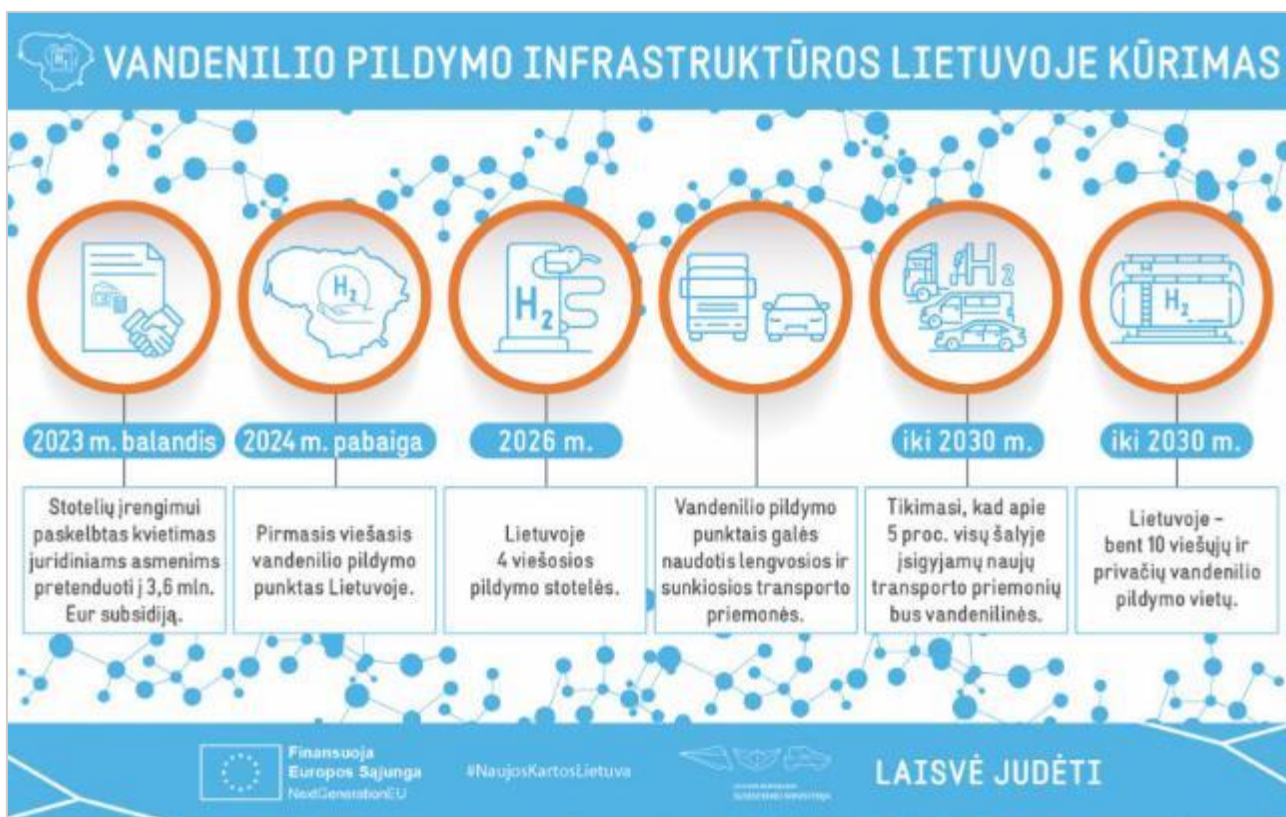 VANDENILIO PILDYMO INFRASTRUKTŪROS LIETUVOJE KŪRIMAS
H2
H2
H2
H2
2023 m. balandis
Stotelių įrengimui
paskelbtas kvietimas
juridiniams asmenims
pretenduoti į 3,6 mln.
Eur subsidiją.
2024 m. pabaiga
Pirmasis viešasis
vandenilio pildymo
punktas Lietuvoje.
2026 m.
Lietuvoje
4 viešosios
pildymo stotelės.
Vandenilio pildymo
punktais galės
naudotis lengvosios ir
sunkiosios transporto
priemonės.
iki 2030 m.
Tikimasi, kad apie
5 proc. visų šalyje
įsigyjamų naujų
transporto priemonių
bus vandenilinės.
iki 2030 m.
Lietuvoje –
bent 10 viešųjų ir
privačių vandenilio
pildymo vietų.
Finansuoja
Europos Sąjunga
NextGenerationEU
#NaujosKartosLietuva
SUSISIEKIMO MINISTERIJA
LAISVĖ JUDĖTI